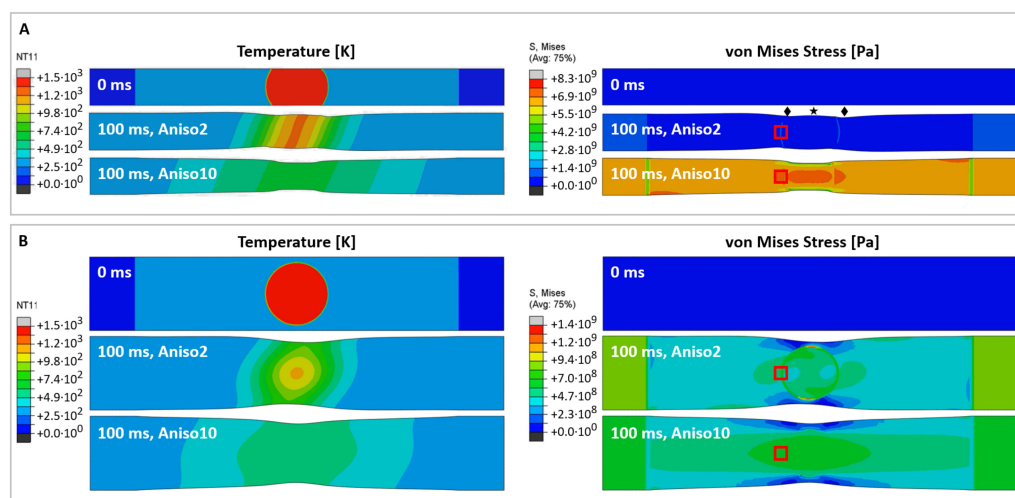 A
Temperature [K]
von Mises Stress [Pa]
NT11
+1.5·10³
+1.2·10³
+9.8·10²
+7.4·10²
+4.9·10²
+2.5·10²
+0.0·10⁰
0 ms
100 ms, Aniso2
100 ms, Aniso10
S, Mises
(Avg: 75%)
+8.3·10⁹
+6.9·10⁹
+5.5·10⁹
+4.2·10⁹
+2.8·10⁹
+1.4·10⁹
+0.0·10⁰
0 ms
100 ms, Aniso2
100 ms, Aniso10
B
Temperature [K]
von Mises Stress [Pa]
NT11
+1.5·10³
+1.2·10³
+9.8·10²
+7.4·10²
+4.9·10²
+2.5·10²
+0.0·10⁰
0 ms
100 ms, Aniso2
100 ms, Aniso10
S, Mises
(Avg: 75%)
+1.4·10⁹
+1.2·10⁹
+9.4·10⁸
+7.0·10⁸
+4.7·10⁸
+2.3·10⁸
+0.0·10⁰
0 ms
100 ms, Aniso2
100 ms, Aniso10